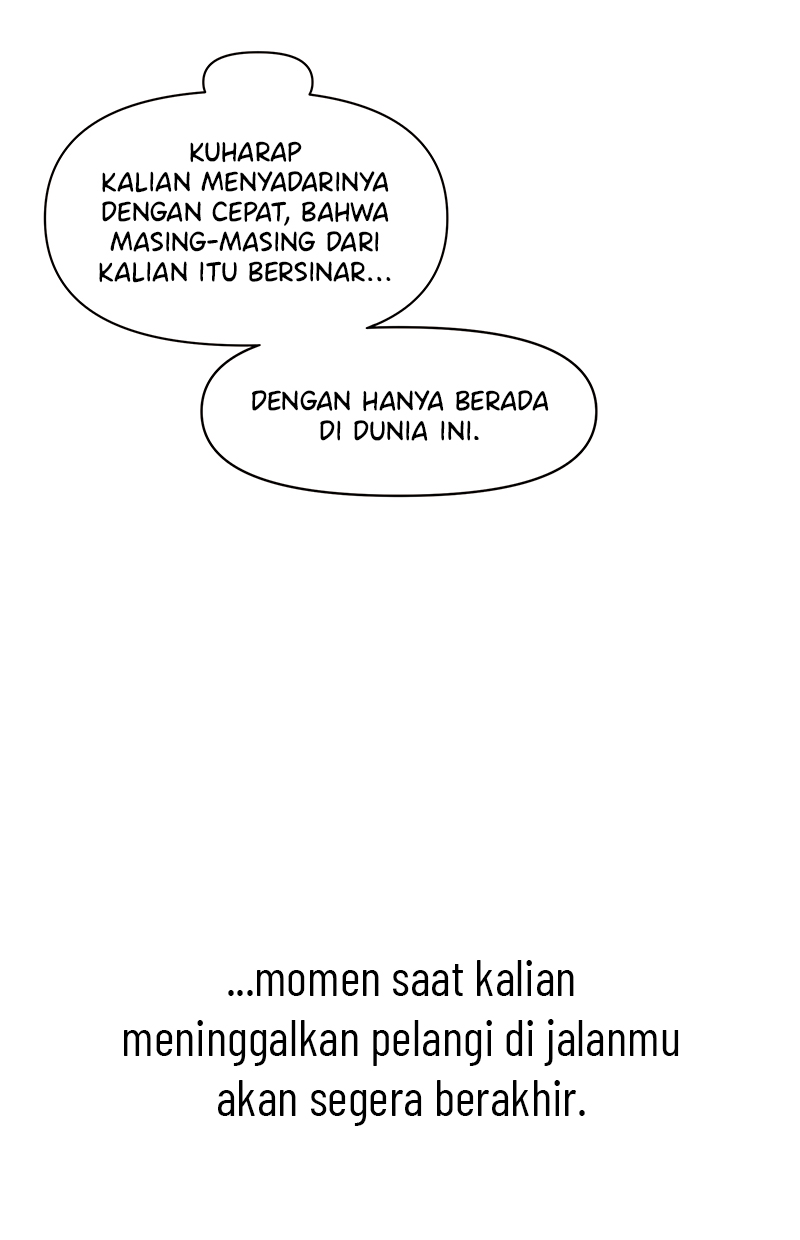 KUHARAP
KALIAN MENYADARINYA
DENGAN CEPAT, BAHWA
MASING-MASING DARI
KALIAN ITU BERSINAR...
DENGAN HANYA BERADA
DI DUNIA INI.
...momen saat kalian
meninggalkan pelangi di jalanmu
akan segera berakhir.